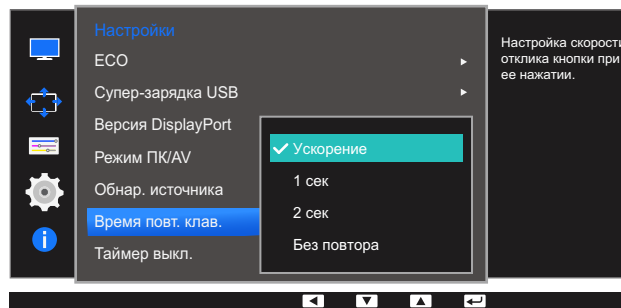 Настройки
ECO
Супер-зарядка USB
Версия DisplayPort
Режим ПК/AV
Обнар. источника
Время повт. клав.
Таймер выкл.
Ускорение
1 сек
2 сек
Без повтора
Настройка скорости
отклика кнопки при
ее нажатии.